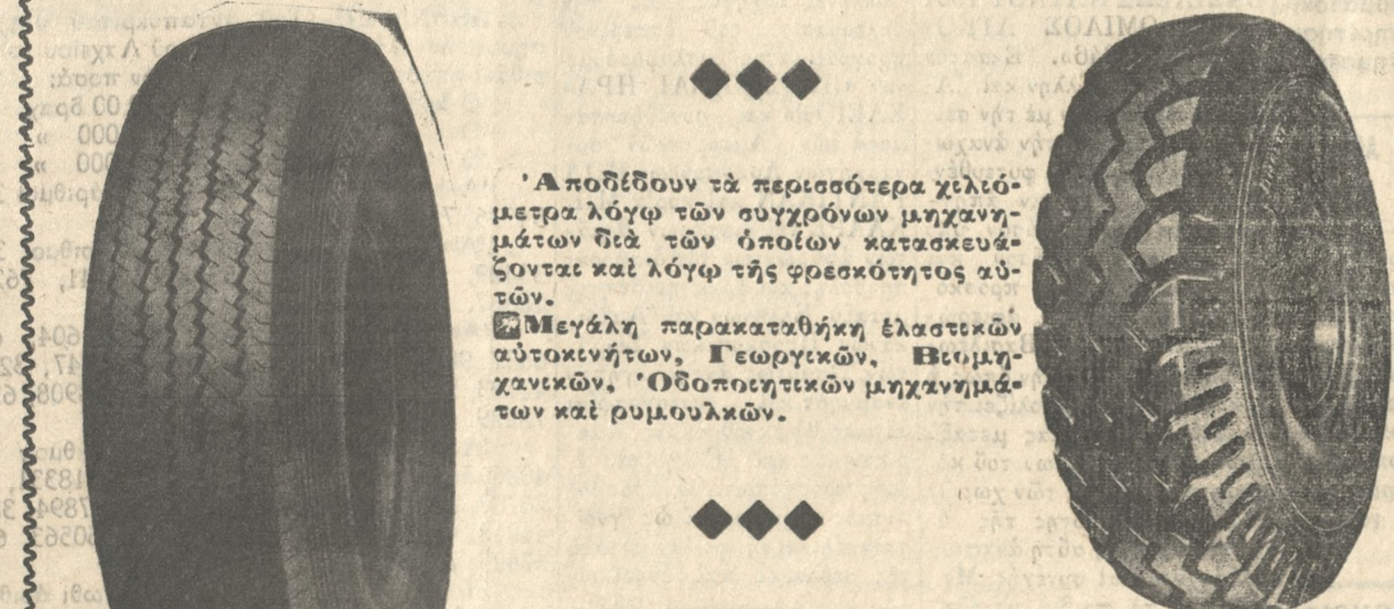 Ἀποδίδουν τὰ περισσότερα χιλιό-
μετρα λόγῳ τῶν συγχρόνων μηχανη-
μάτων διὰ τῶν ὁποίων κατασκευά-
ζονται καὶ λόγῳ τῆς φρεσκότητος αὐ-
τῶν.
Μεγάλη παρακαταθήκη ἐλαστικῶν
αὐτοκινήτων, Γεωργικῶν, Βιομη-
χανικῶν, Ὁδοποιητικῶν μηχανημά-
των καὶ ρυμουλκῶν.